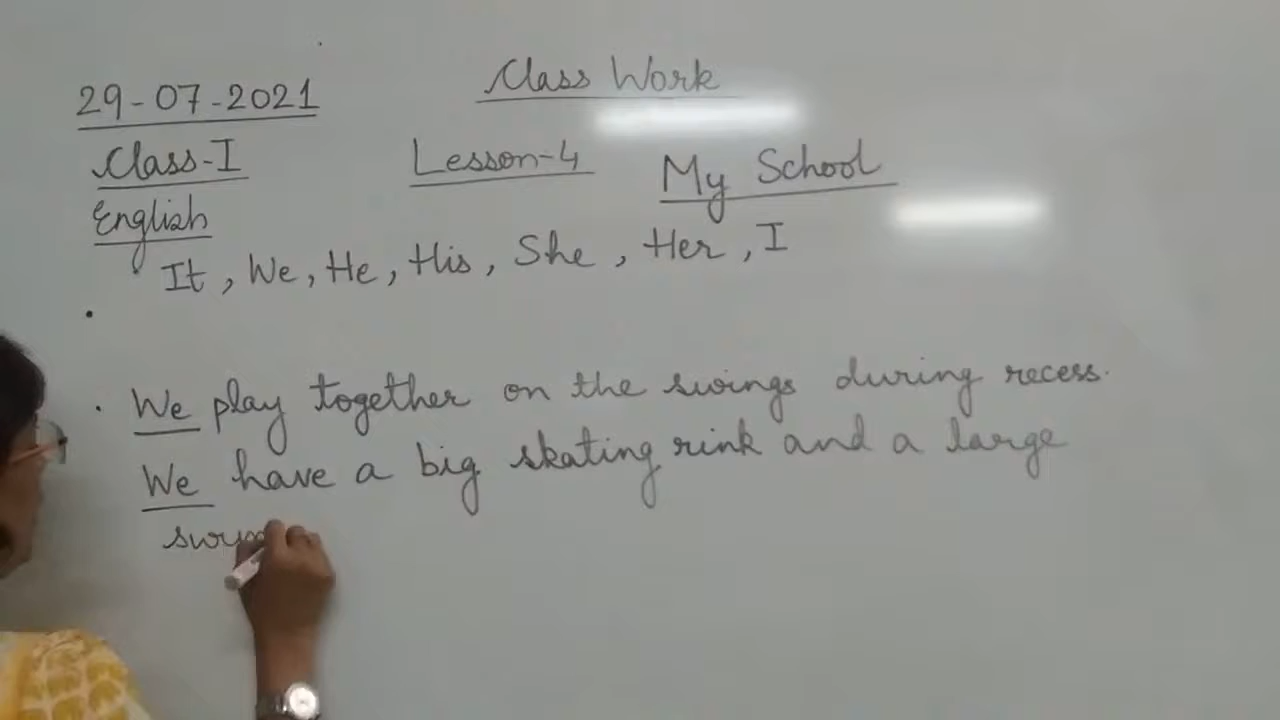 Class Work
29-07-2021
Class-I
Lesson-4 My School
English
It, We, He, His, She, Her, I
We play together on the swings during recess.
We have a big skating rink and a large